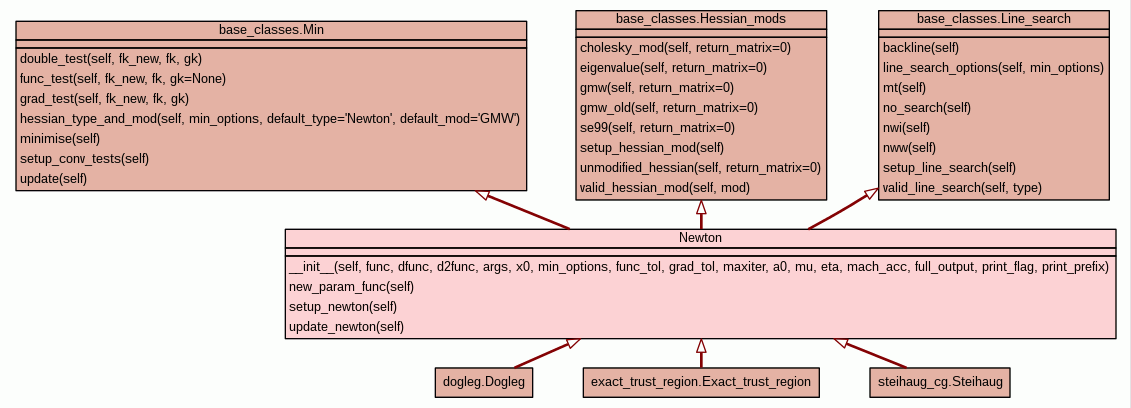 base_classes.Min
double_test(self, fk_new, fk, gk)
func_test(self, fk_new, fk, gk=None)
grad_test(self, fk_new, fk, gk)
hessian_type_and_mod(self, min_options, default_type='Newton', default_mod='GMW')
minimise(self)
setup_conv_tests(self)
update(self)
base_classes.Hessian_mods
cholesky_mod(self, return_matrix=0)
eigenvalue(self, return_matrix=0)
gmw(self, return_matrix=0)
gmw_old(self, return_matrix=0)
se99(self, return_matrix=0)
setup_hessian_mod(self)
unmodified_hessian(self, return_matrix=0)
valid_hessian_mod(self, mod)
base_classes.Line_search
backline(self)
line_search_options(self, min_options)
mt(self)
no_search(self)
nwi(self)
nww(self)
setup_line_search(self)
valid_line_search(self, type)
Newton
__init__(self, func, dfunc, d2func, args, x0, min_options, func_tol, grad_tol, maxiter, a0, mu, eta, mach_acc, full_output, print_flag, print_prefix)
new_param_func(self)
setup_newton(self)
update_newton(self)
dogleg.Dogleg
exact_trust_region.Exact_trust_region
steihaug_cg.Steihaug